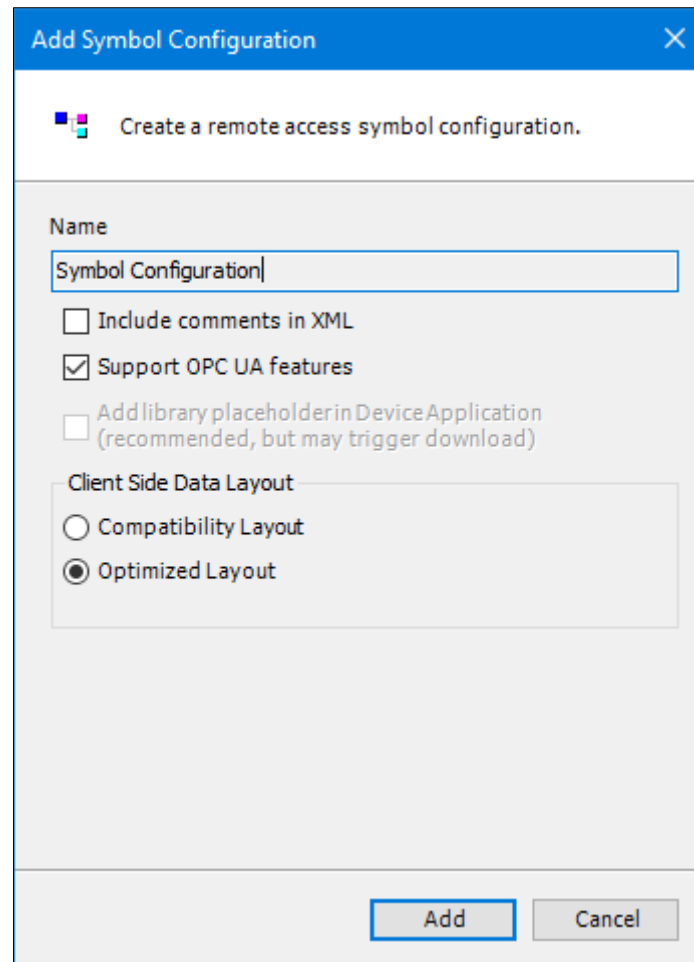 Add Symbol Configuration
Create a remote access symbol configuration.
Name
Symbol Configuration
Include comments in XML
Support OPC UA features
Add library placeholder in Device Application
(recommended, but may trigger download)
Client Side Data Layout
Compatibility Layout
Optimized Layout
Add
Cancel